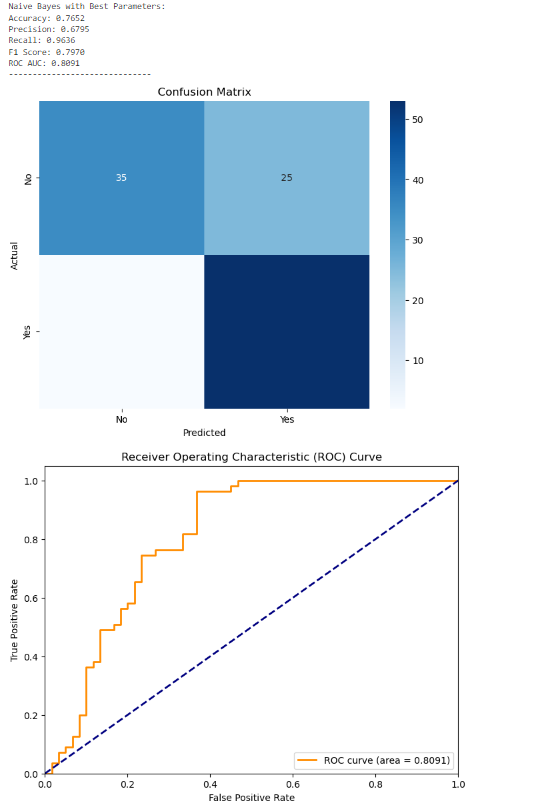 Naive Bayes with Best Parameters:
Accuracy: 0.7652
Precision: 0.6795
Recall: 0.9636
F1 Score: 0.7970
ROC AUC: 0.8091
------------------------------
Confusion Matrix
No
35
25
50
40
30
20
10
Actual
Yes
No
Yes
Predicted
Receiver Operating Characteristic (ROC) Curve
1.0
0.8
0.6
0.4
0.2
0.0
True Positive Rate
ROC curve (area = 0.8091)
0.0
0.2
0.4
0.6
0.8
1.0
False Positive Rate